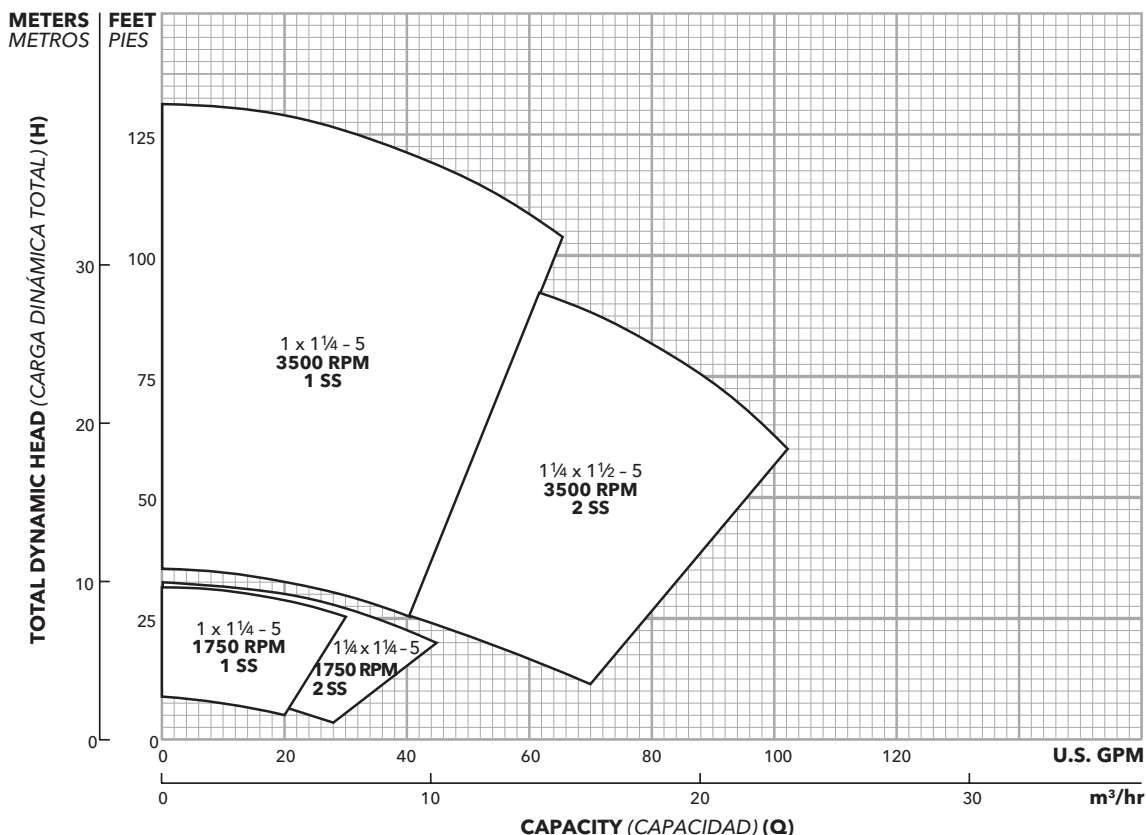 METERS
METROS
FEET
PIES
TOTAL DYNAMIC HEAD (CARGA DINÁMICA TOTAL) (H)
30
20
10
0
125
100
75
50
25
0
1 x 1¼ – 5
3500 RPM
1 SS
1¼ x 1½ – 5
3500 RPM
2 SS
1 x 1¼ – 5
1750 RPM
1 SS
1¼ x 1¼ – 5
1750 RPM
2 SS
0 20 40 60 80 100 120 U.S. GPM
0 10 20 30 m³/hr
CAPACITY (CAPACIDAD) (Q)